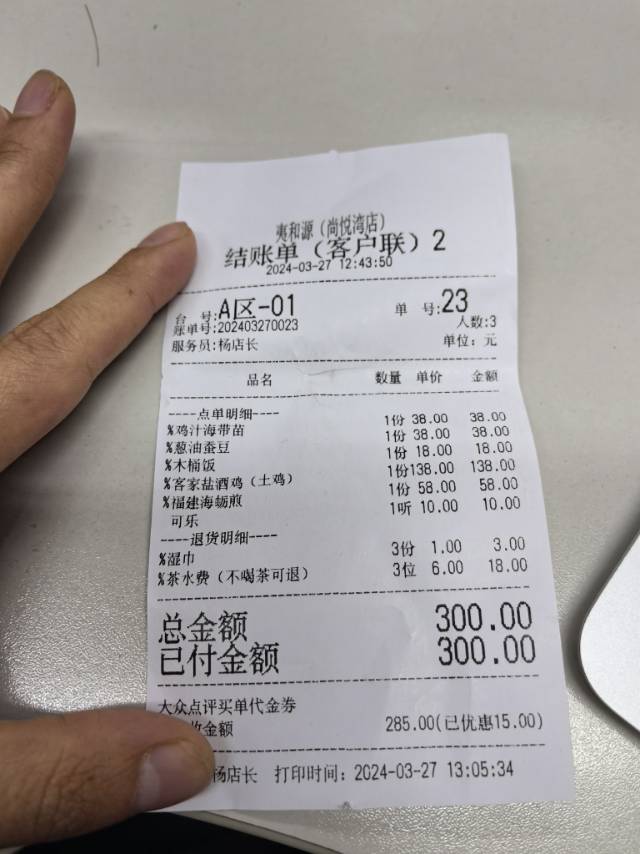 夷和源（尚悦湾店）
结账单（客户联）2
2024-03-27 12:43:50
台 号:A区-01 单 号:23
账单号:202403270023 人数:3
服务员:杨店长 单位: 元
品名 数量 单价 金额
----点单明细----
%鸡汁海带苗 1份 38.00 38.00
%葱油蚕豆 1份 38.00 38.00
%木桶饭 1份 18.00 18.00
%客家盐酒鸡（土鸡） 1份138.00 138.00
%福建海蛎煎 1份 58.00 58.00
可乐 1听 10.00 10.00
----退货明细----
%湿巾 3份 1.00 3.00
%茶水费（不喝茶可退） 3位 6.00 18.00
总金额 300.00
已付金额 300.00
大众点评买单代金券
收金额 285.00(已优惠15.00)
杨店长 打印时间: 2024-03-27 13:05:34